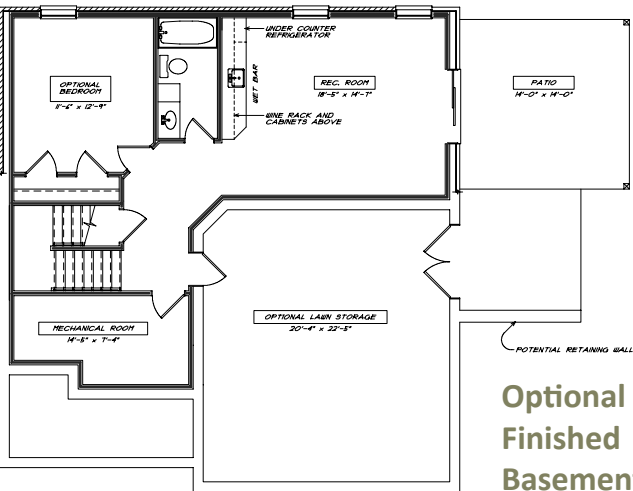 UNDER COUNTER
REFRIGERATOR
OPTIONAL
BEDROOM
11'-6" x 12'-9"
WET BAR
REC. ROOM
18'-5" x 14'-7"
PATIO
14'-0" x 14'-0"
WINE RACK AND
CABINETS ABOVE
OPTIONAL LAWN STORAGE
20'-4" x 22'-5"
MECHANICAL ROOM
14'-5" x 7'-4"
POTENTIAL RETAINING WALL
Optional
Finished
Basement